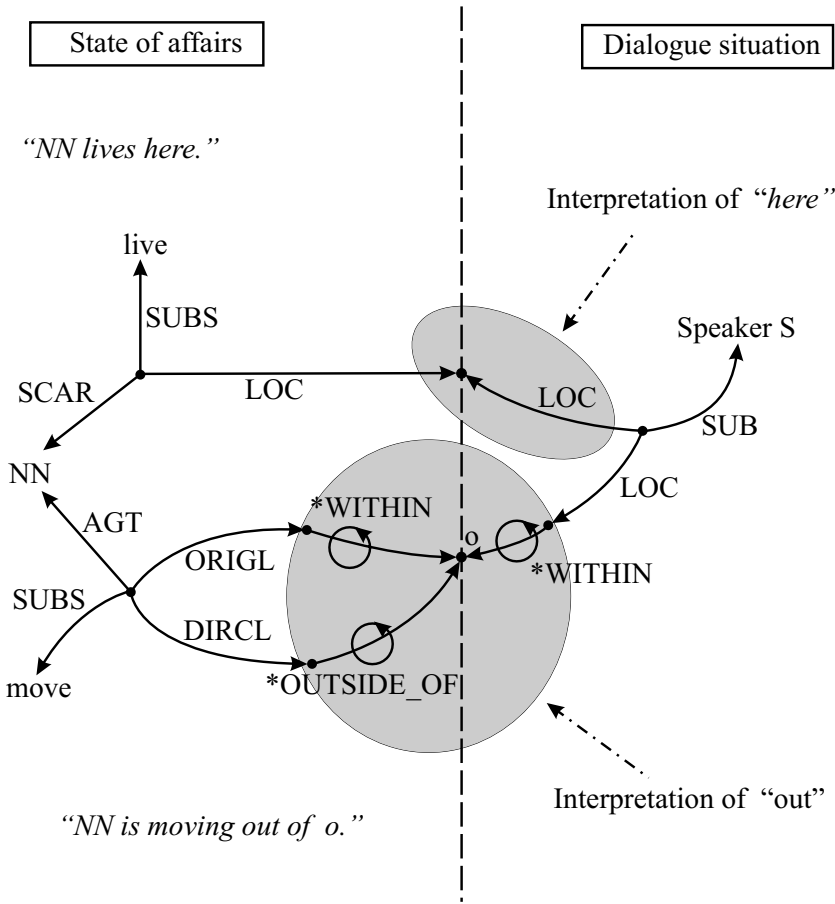 State of affairs
Dialogue situation
“NN lives here.”
Interpretation of “here”
live
SUBS
Speaker S
SCAR
LOC
LOC
SUB
NN
LOC
AGT
*WITHIN
o
ORIGL
*WITHIN
SUBS
DIRCL
move
*OUTSIDE_OF
Interpretation of “out”
“NN is moving out of o.”